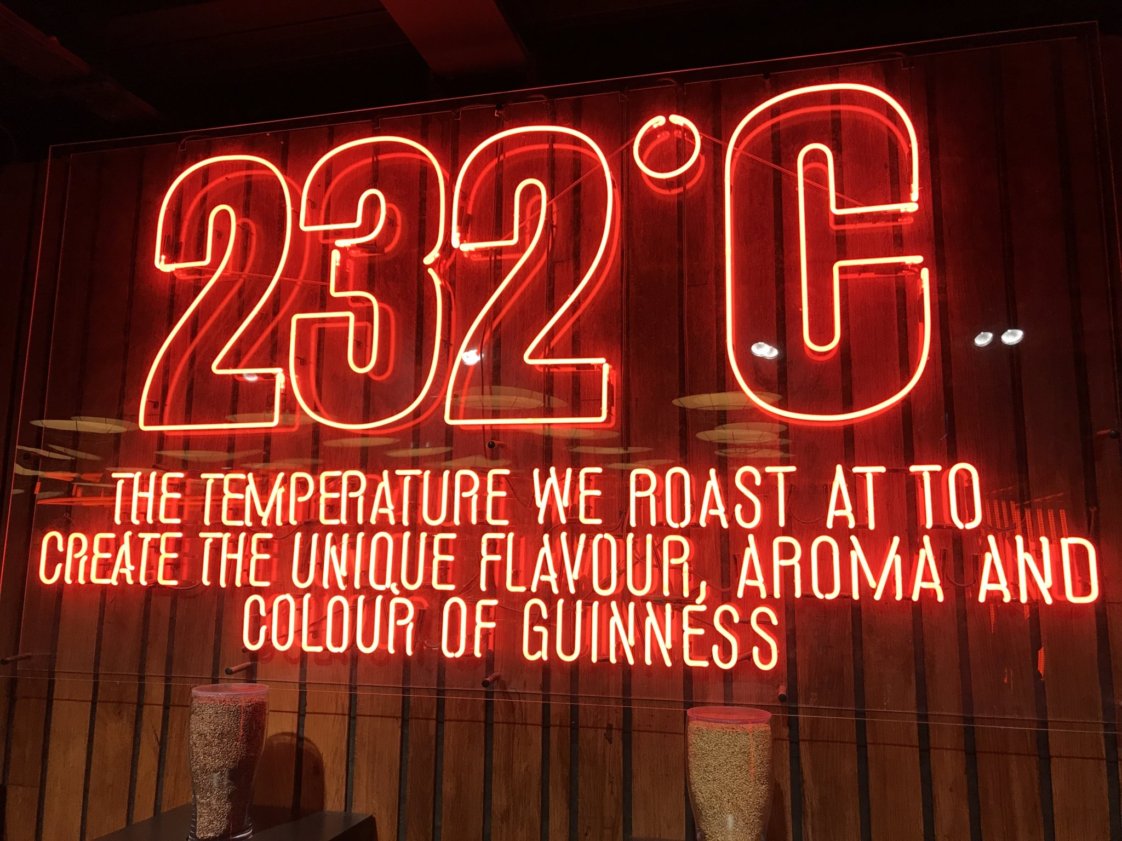 232°C
THE TEMPERATURE WE ROAST AT TO
CREATE THE UNIQUE FLAVOUR, AROMA AND
COLOUR OF GUINNESS